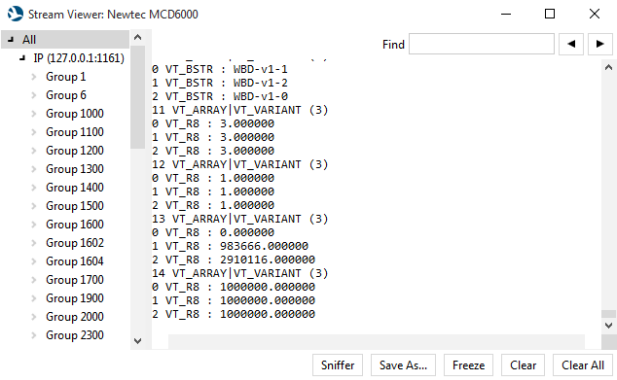 Stream Viewer: Newtec MCD6000
All
IP (127.0.0.1:1161)
Group 1
Group 6
Group 1000
Group 1100
Group 1200
Group 1300
Group 1400
Group 1500
Group 1600
Group 1602
Group 1604
Group 1700
Group 1900
Group 2000
Group 2300
Find
0 VT_BSTR : WBD-v1-1
1 VT_BSTR : WBD-v1-2
2 VT_BSTR : WBD-v1-0
11 VT_ARRAY|VT_VARIANT (3)
0 VT_R8 : 3.000000
1 VT_R8 : 3.000000
2 VT_R8 : 3.000000
12 VT_ARRAY|VT_VARIANT (3)
0 VT_R8 : 1.000000
1 VT_R8 : 1.000000
2 VT_R8 : 1.000000
13 VT_ARRAY|VT_VARIANT (3)
0 VT_R8 : 0.000000
1 VT_R8 : 983666.000000
2 VT_R8 : 2910116.000000
14 VT_ARRAY|VT_VARIANT (3)
0 VT_R8 : 1000000.000000
1 VT_R8 : 1000000.000000
2 VT_R8 : 1000000.000000
Sniffer Save As... Freeze Clear Clear All